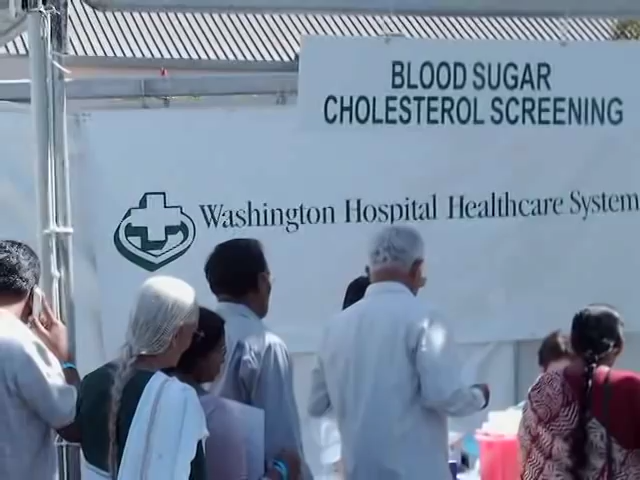 BLOOD SUGAR
CHOLESTEROL SCREENING
Washington Hospital Healthcare System